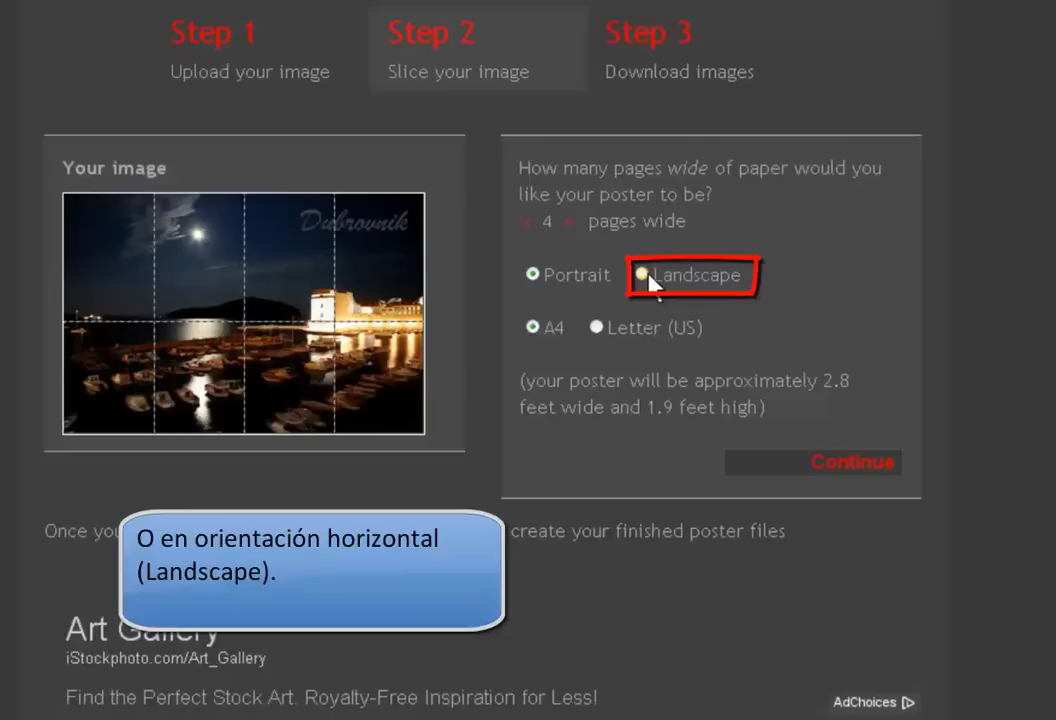 Step 1
Upload your image
Step 2
Slice your image
Step 3
Download images
Your image
Dubrovnik
How many pages wide of paper would you
like your poster to be?
4 pages wide
Portrait
Landscape
A4
Letter (US)
(your poster will be approximately 2.8
feet wide and 1.9 feet high)
Continue
Once you
create your finished poster files
O en orientación horizontal
(Landscape).
Art Gallery
iStockphoto.com/Art_Gallery
Find the Perfect Stock Art. Royalty-Free Inspiration for Less!
AdChoices